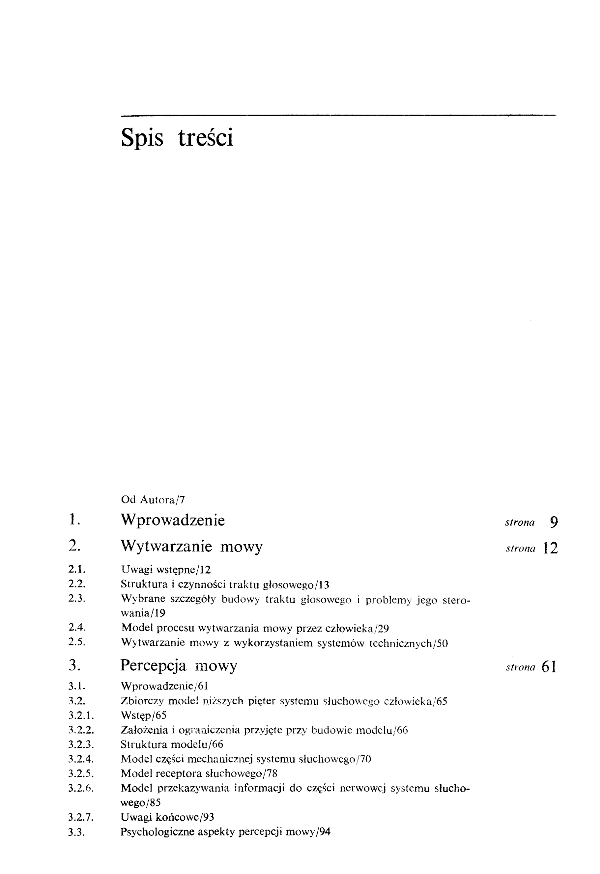 Spis treści
Od Autora/7
1. Wprowadzenie strona 9
2. Wytwarzanie mowy strona 12
2.1. Uwagi wstępne/12
2.2. Struktura i czynności traktu głosowego/13
2.3. Wybrane szczegóły budowy traktu głosowego i problemy jego stero-
wania/19
2.4. Model procesu wytwarzania mowy przez człowieka/29
2.5. Wytwarzanie mowy z wykorzystaniem systemów technicznych/50
3. Percepcja mowy strona 61
3.1. Wprowadzenie/61
3.2. Zbiorczy model niższych pięter systemu słuchowego człowieka/65
3.2.1. Wstęp/65
3.2.2. Założenia i ograniczenia przyjęte przy budowie modelu/66
3.2.3. Struktura modelu/66
3.2.4. Model części mechanicznej systemu słuchowego/70
3.2.5. Model receptora słuchowego/78
3.2.6. Model przekazywania informacji do części nerwowej systemu słucho-
wego/85
3.2.7. Uwagi końcowe/93
3.3. Psychologiczne aspekty percepcji mowy/94